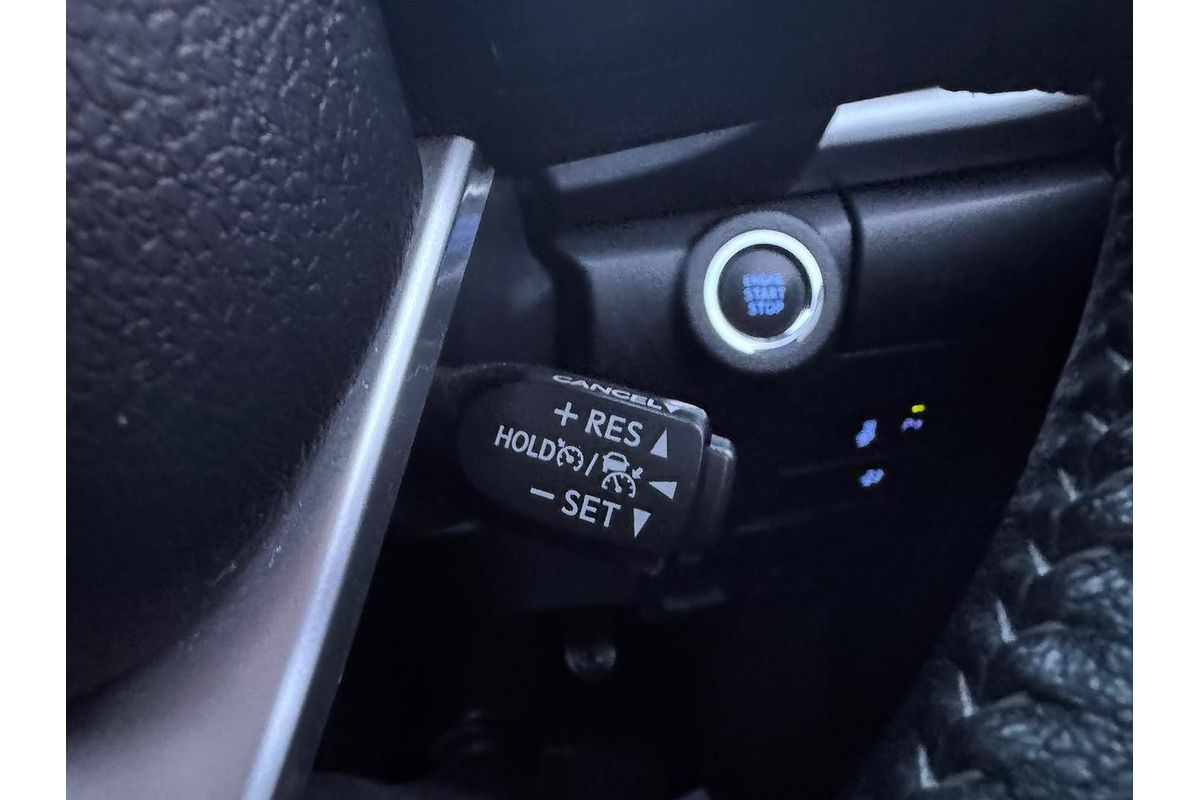 ENGINE
START
STOP
CANCEL
+ RES
HOLD /
- SET